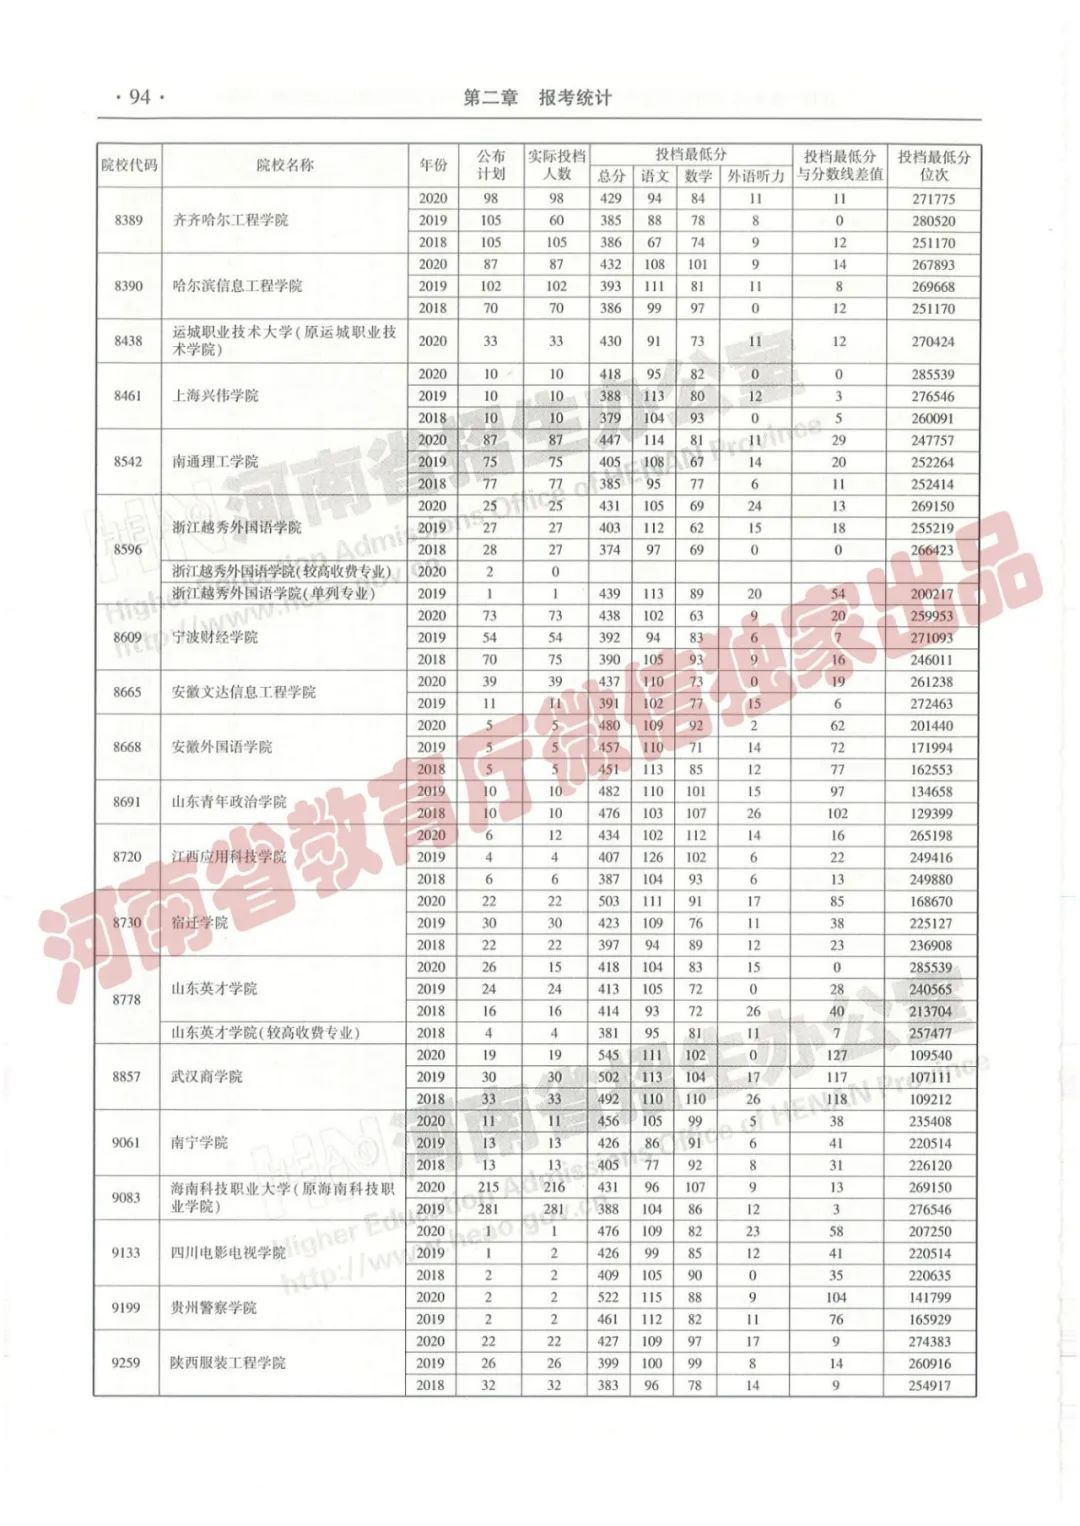 · 94 ·
第二章 报考统计
院校代码 院校名称 年份 公布计划 实际投档人数 投档最低分 投档最低分与分数线差值 投档最低分位次
总分 语文 数学 外语听力
8389 齐齐哈尔工程学院 2020 98 98 429 94 84 11 11 271775
2019 105 60 385 88 78 8 0 280520
2018 105 105 386 67 74 9 12 251170
8390 哈尔滨信息工程学院 2020 87 87 432 108 101 9 14 267893
2019 102 102 393 111 81 11 8 269668
2018 70 70 386 99 97 0 12 251170
8438 运城职业技术大学(原运城职业技术学院) 2020 33 33 430 91 73 11 12 270424
8461 上海兴伟学院 2020 10 10 418 95 82 0 0 285539
2019 10 10 388 113 80 12 3 276546
2018 10 10 379 104 93 0 5 260091
8542 南通理工学院 2020 87 87 447 114 81 11 29 247757
2019 75 75 405 108 67 14 20 252264
2018 77 77 385 95 77 6 11 252414
8596 浙江越秀外国语学院 2020 25 25 431 105 69 24 13 269150
2019 27 27 403 112 62 15 18 255219
2018 28 27 374 97 69 0 0 266423
浙江越秀外国语学院(较高收费专业) 2020 2 0
浙江越秀外国语学院(单列专业) 2019 1 1 439 113 89 20 54 200217
8609 宁波财经学院 2020 73 73 438 102 63 9 20 259953
2019 54 54 392 94 83 6 7 271093
2018 70 75 390 105 93 9 16 246011
8665 安徽文达信息工程学院 2020 39 39 437 110 73 0 19 261238
2019 11 11 391 102 77 15 6 272463
8668 安徽外国语学院 2020 5 5 480 109 92 2 62 201440
2019 5 5 457 110 71 14 72 171994
2018 5 5 451 113 85 12 77 162553
8691 山东青年政治学院 2019 10 10 482 110 101 15 97 134658
2018 10 10 476 103 107 26 102 129399
8720 江西应用科技学院 2020 6 12 434 102 112 14 16 265198
2019 4 4 407 126 102 6 22 249416
2018 6 6 387 104 93 6 13 249880
8730 宿迁学院 2020 22 22 503 111 91 17 85 168670
2019 30 30 423 109 76 11 38 225127
2018 22 22 397 94 89 12 23 236908
8778 山东英才学院 2020 26 15 418 104 83 15 0 285539
2019 24 24 413 105 72 0 28 240565
2018 16 16 414 93 72 26 40 213704
山东英才学院(较高收费专业) 2018 4 4 381 95 81 11 7 257477
8857 武汉商学院 2020 19 19 545 111 102 0 127 109540
2019 30 30 502 113 104 17 117 107111
2018 33 33 492 110 110 26 118 109212
9061 南宁学院 2020 11 11 456 105 99 5 38 235408
2019 13 13 426 86 91 6 41 220514
2018 13 13 405 77 92 8 31 226120
9083 海南科技职业大学(原海南科技职业学院) 2020 215 216 431 96 107 9 13 269150
2019 281 281 388 104 86 12 3 276546
9133 四川电影电视学院 2020 1 1 476 109 82 23 58 207250
2019 1 2 426 99 85 12 41 220514
2018 2 2 409 105 90 0 35 220635
9199 贵州警察学院 2020 2 2 522 115 88 9 104 141799
2019 2 2 461 112 82 11 76 165929
9259 陕西服装工程学院 2020 22 22 427 109 97 17 9 274383
2019 26 26 399 100 99 8 14 260916
2018 32 32 383 96 78 14 9 254917
河南省招生办公室
Higher Education Admissions Office of HENAN Province
http://www.heao.gov.cn
河南省教育厅微信独家出品
河南省招生办公室
Higher Education Admissions Office of HENAN Province
http://www.heao.gov.cn